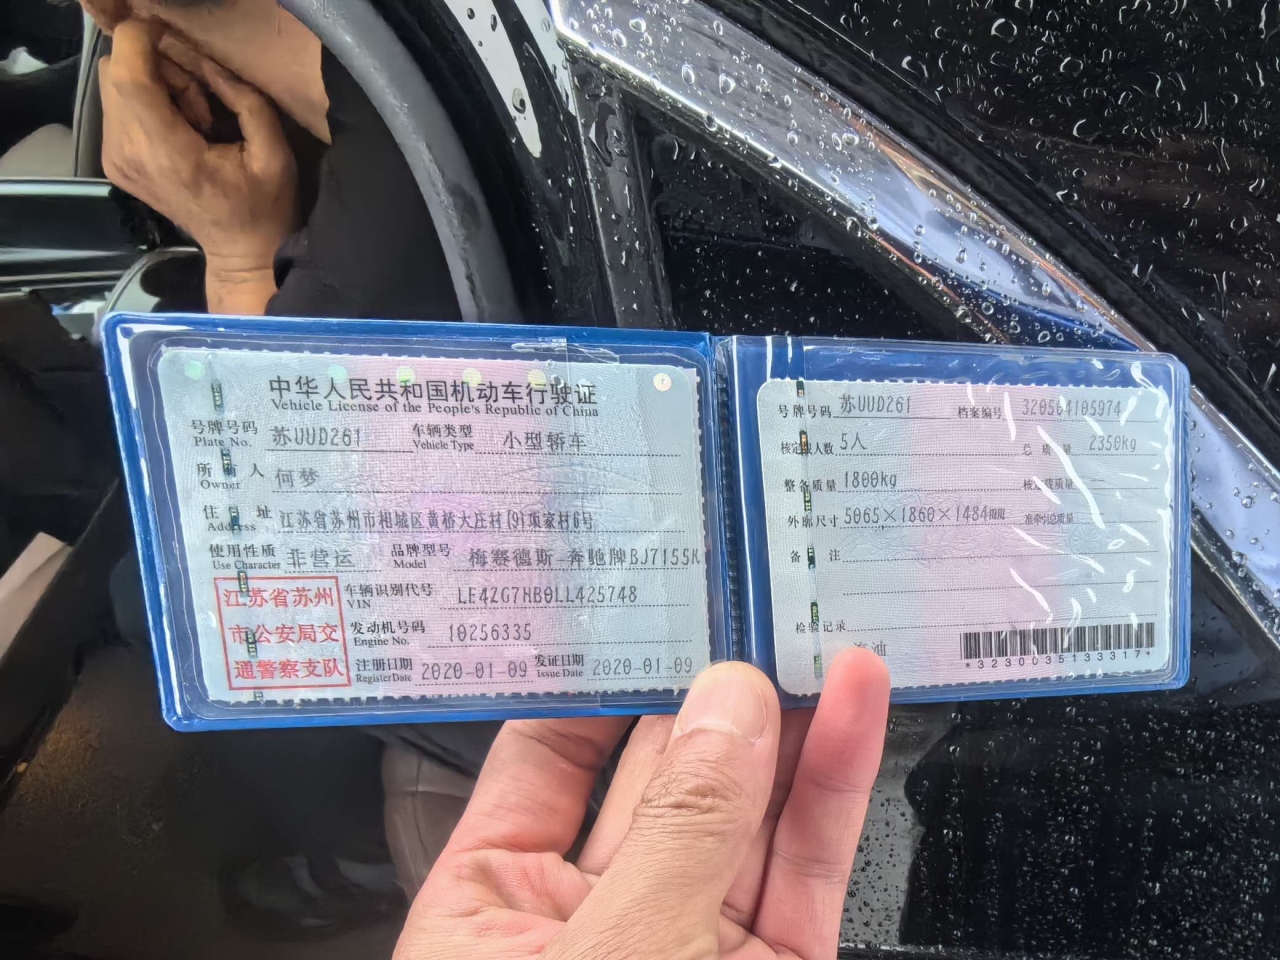 中华人民共和国机动车行驶证
Vehicle License of the People's Republic of China
号牌号码 苏UUD261 车辆类型 小型轿车
Plate No. Vehicle Type
所有人 何梦
Owner
住址 江苏省苏州市相城区黄桥大庄村(9)项家村6号
Address
使用性质 非营运 品牌型号 梅赛德斯-奔驰牌BJ7155K
Use Character Model
江苏省苏州
市公安局交
通警察支队
车辆识别代号 LE4ZG7HB0LL425748
VIN
发动机号码 10256335
Engine No.
注册日期 2020-01-09 发证日期 2020-01-09
Register Date Issue Date
号牌号码 苏UUD261 档案编号 320504105974
核定载人数 5人 总质量 2350kg
整备质量 1800kg 核定载质量
外廓尺寸 5065×1860×1484mm 准牵引总质量
备注
检验记录
油
*3230035133317*